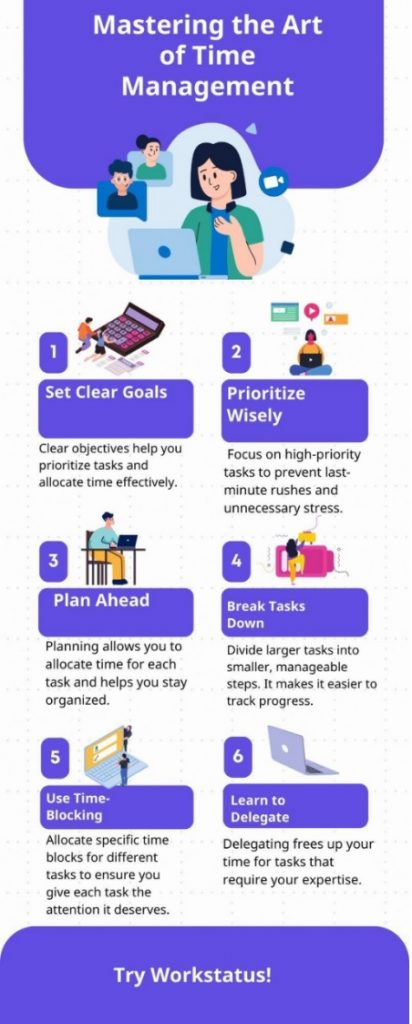 Mastering the Art
of Time
Management
1
Set Clear Goals
Clear objectives help you
prioritize tasks and
allocate time effectively.
2
Prioritize
Wisely
Focus on high-priority
tasks to prevent last-
minute rushes and
unnecessary stress.
3
Plan Ahead
Planning allows you to
allocate time for each
task and helps you stay
organized.
4
Break Tasks
Down
Divide larger tasks into
smaller, manageable
steps. It makes it easier to
track progress.
5
Use Time-
Blocking
Allocate specific time
blocks for different
tasks to ensure you
give each task the
attention it deserves.
6
Learn to
Delegate
Delegating frees up your
time for tasks that
require your expertise.
Try Workstatus!